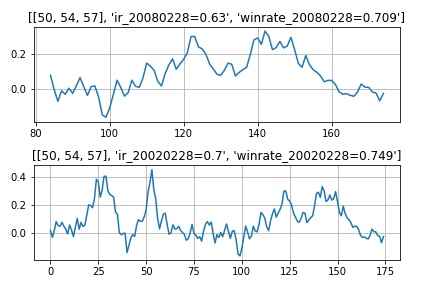 [[50, 54, 57], 'ir_20080228=0.63', 'winrate_20080228=0.709']
0.2
0.0
80 100 120 140 160
[[50, 54, 57], 'ir_20020228=0.7', 'winrate_20020228=0.749']
0.4
0.2
0.0
0 25 50 75 100 125 150 175